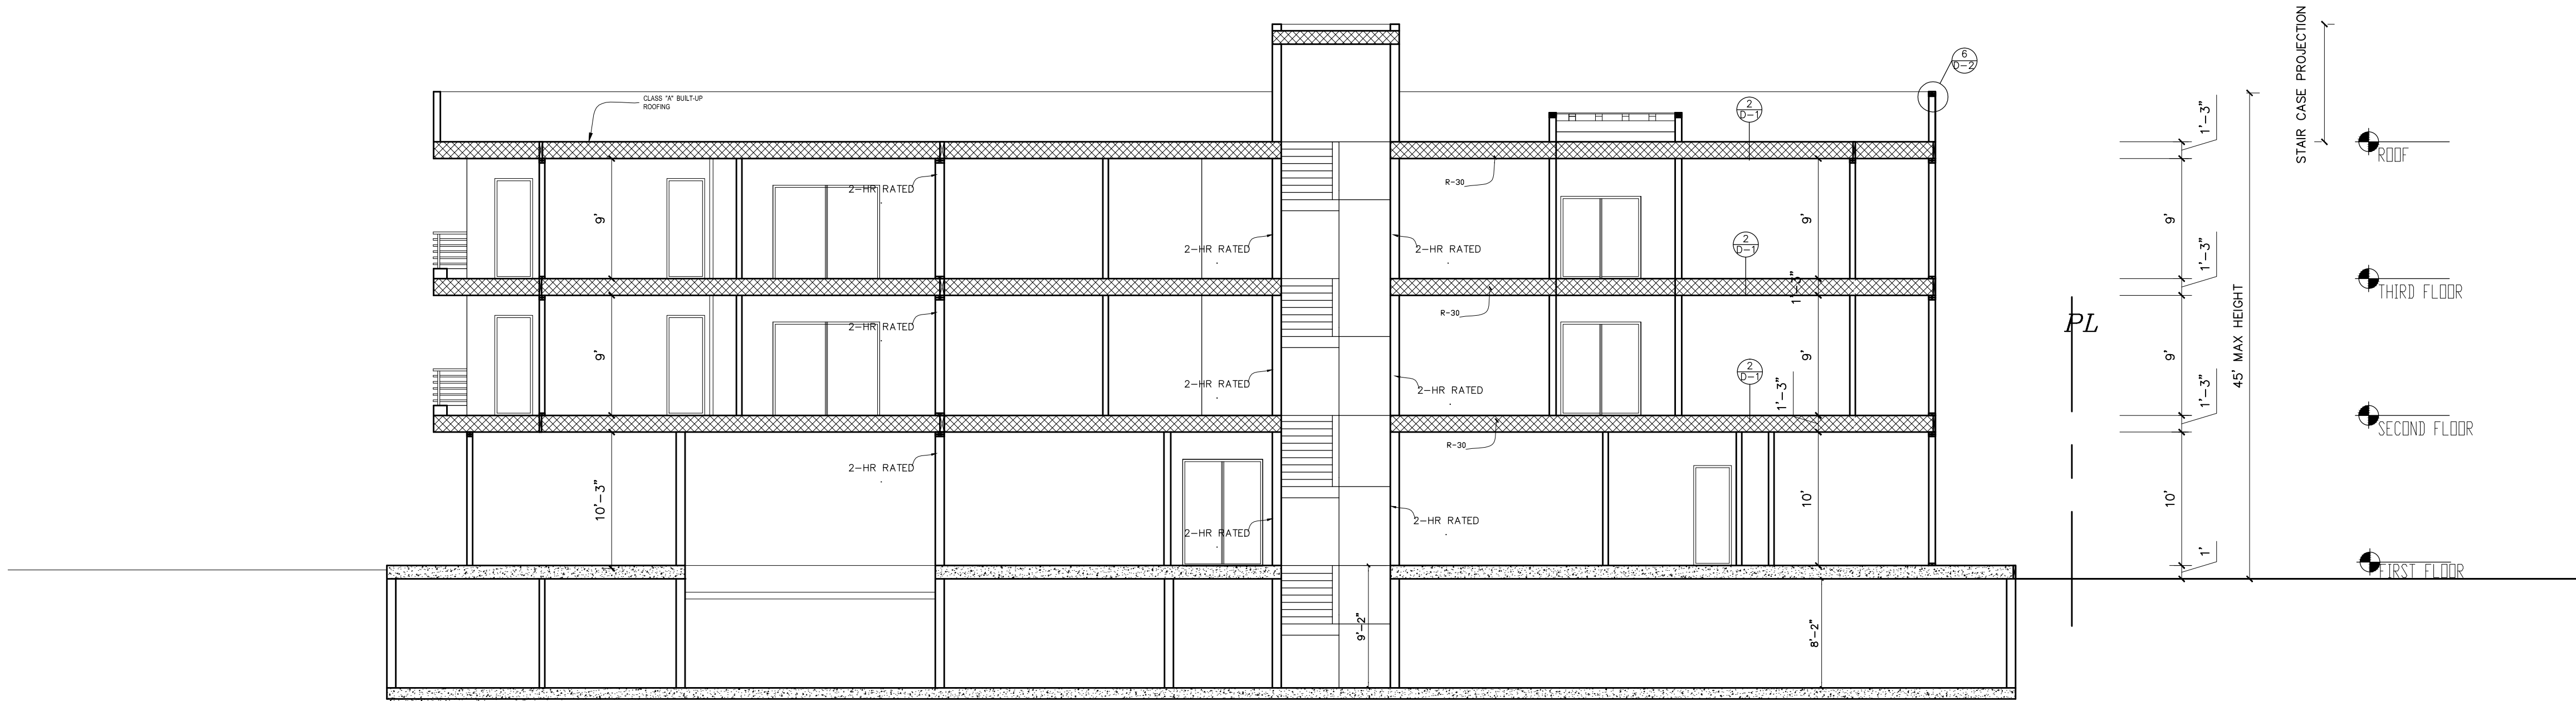 STAIR CASE PROJECTION
6
D-2
CLASS "A" BUILT-UP
ROOFING
2
D-1
1'-3"
ROOF
R-30
2-HR RATED
9'
9'
9'
2-HR RATED
2-HR RATED
2
D-1
1'-3"
1'-3"
THIRD FLOOR
R-30
45' MAX HEIGHT
PL
2-HR RATED
9'
9'
9'
2-HR RATED
2-HR RATED
2
D-1
1'-3"
1'-3"
SECOND FLOOR
R-30
2-HR RATED
10'-3"
10'
10'
2-HR RATED
2-HR RATED
1'
FIRST FLOOR
9'-2"
8'-2"